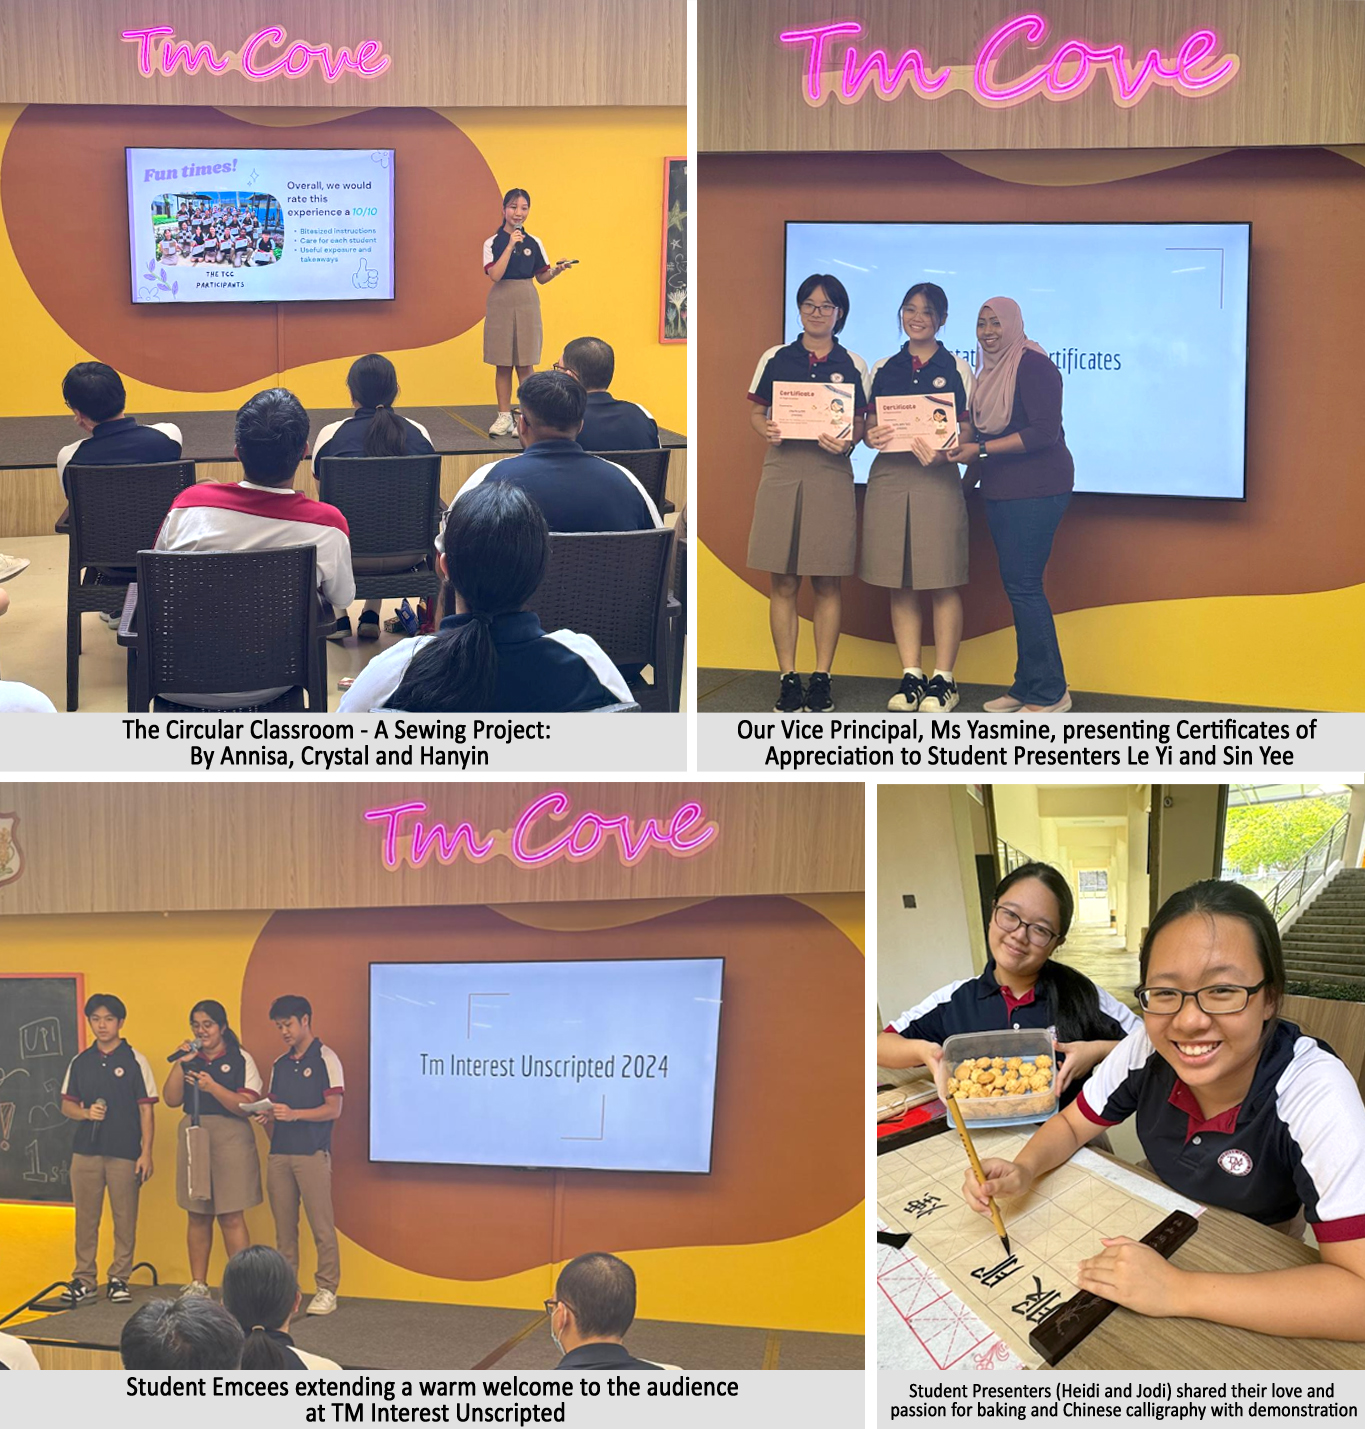 Tm Cove
Fun times!
Overall, we would
rate this
experience a 10/10
• Bitesized instructions
• Care for each student
• Useful exposure and
takeaways
THE TCC
PARTICIPANTS
The Circular Classroom - A Sewing Project:
By Annisa, Crystal and Hanyin
Tm Cove
Certificate
Certificate
Our Vice Principal, Ms Yasmine, presenting Certificates of
Appreciation to Student Presenters Le Yi and Sin Yee
Tm Cove
UP!
1st
Tm Interest Unscripted 2024
Student Emcees extending a warm welcome to the audience
at TM Interest Unscripted
Student Presenters (Heidi and Jodi) shared their love and
passion for baking and Chinese calligraphy with demonstration